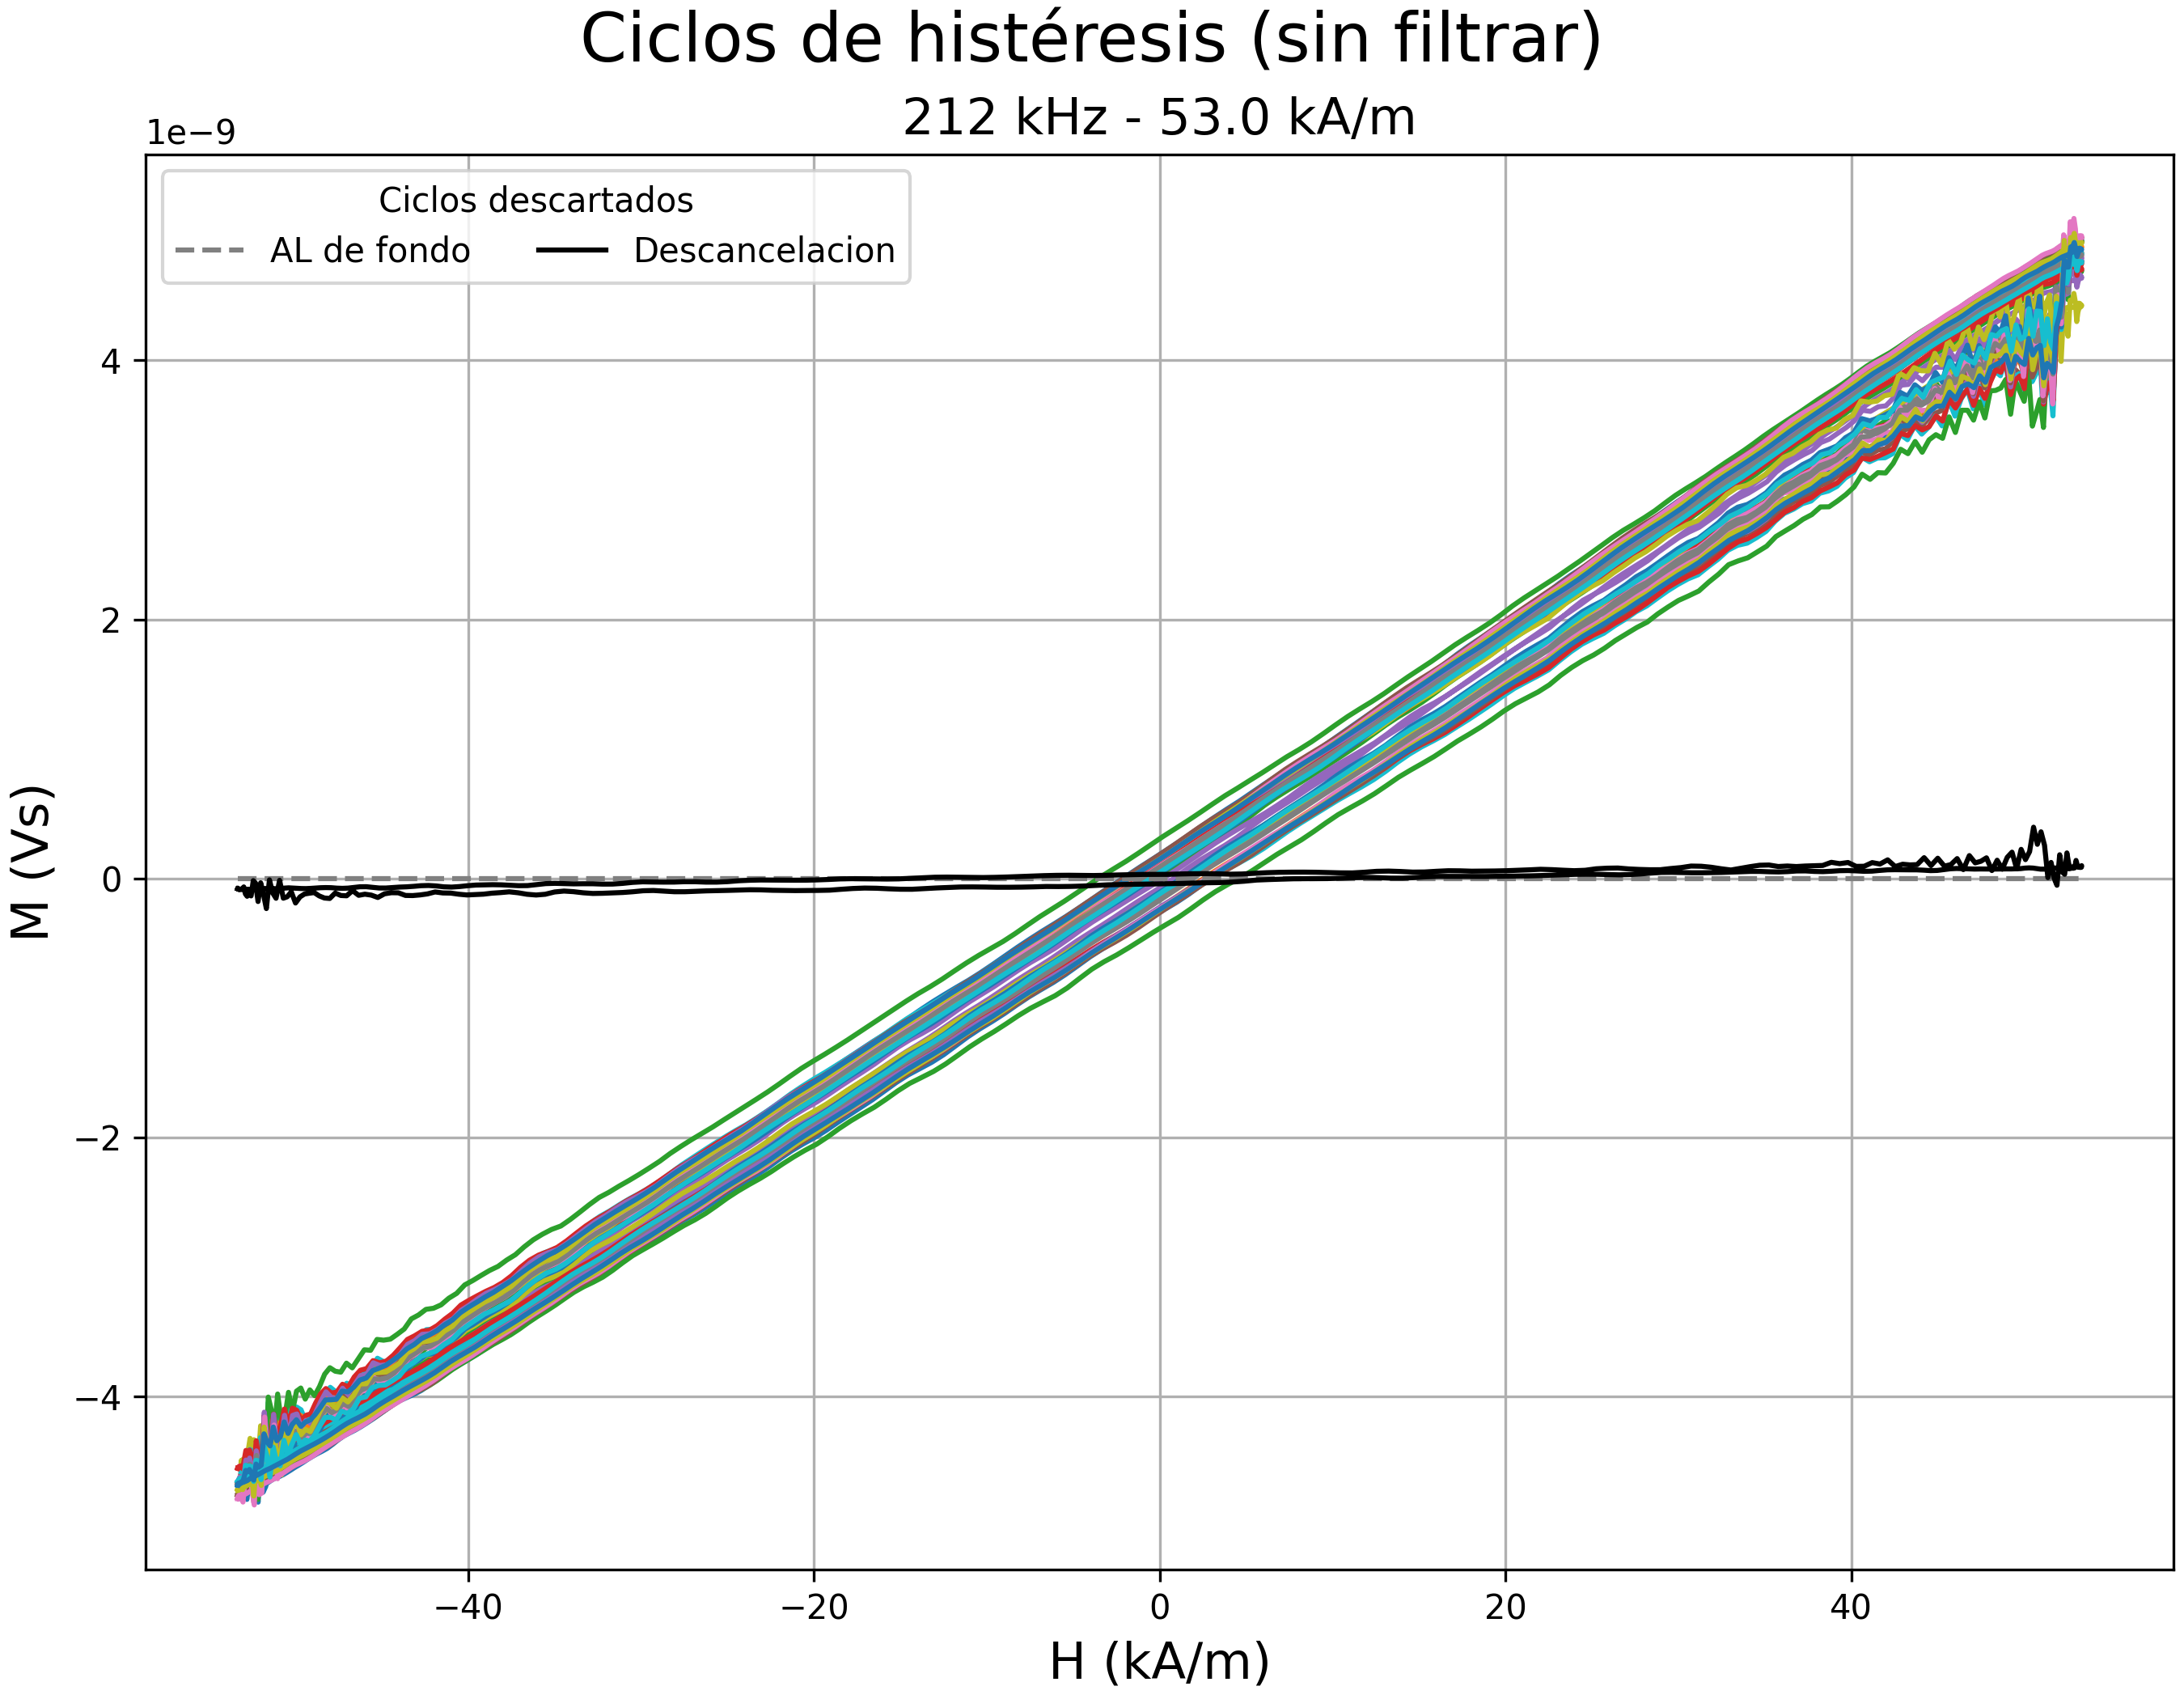 Ciclos de histéresis (sin filtrar)
212 kHz - 53.0 kA/m
1e−9
Ciclos descartados
AL de fondo
Descancelacion
4
2
0
−2
−4
M (Vs)
−40
−20
0
20
40
H (kA/m)